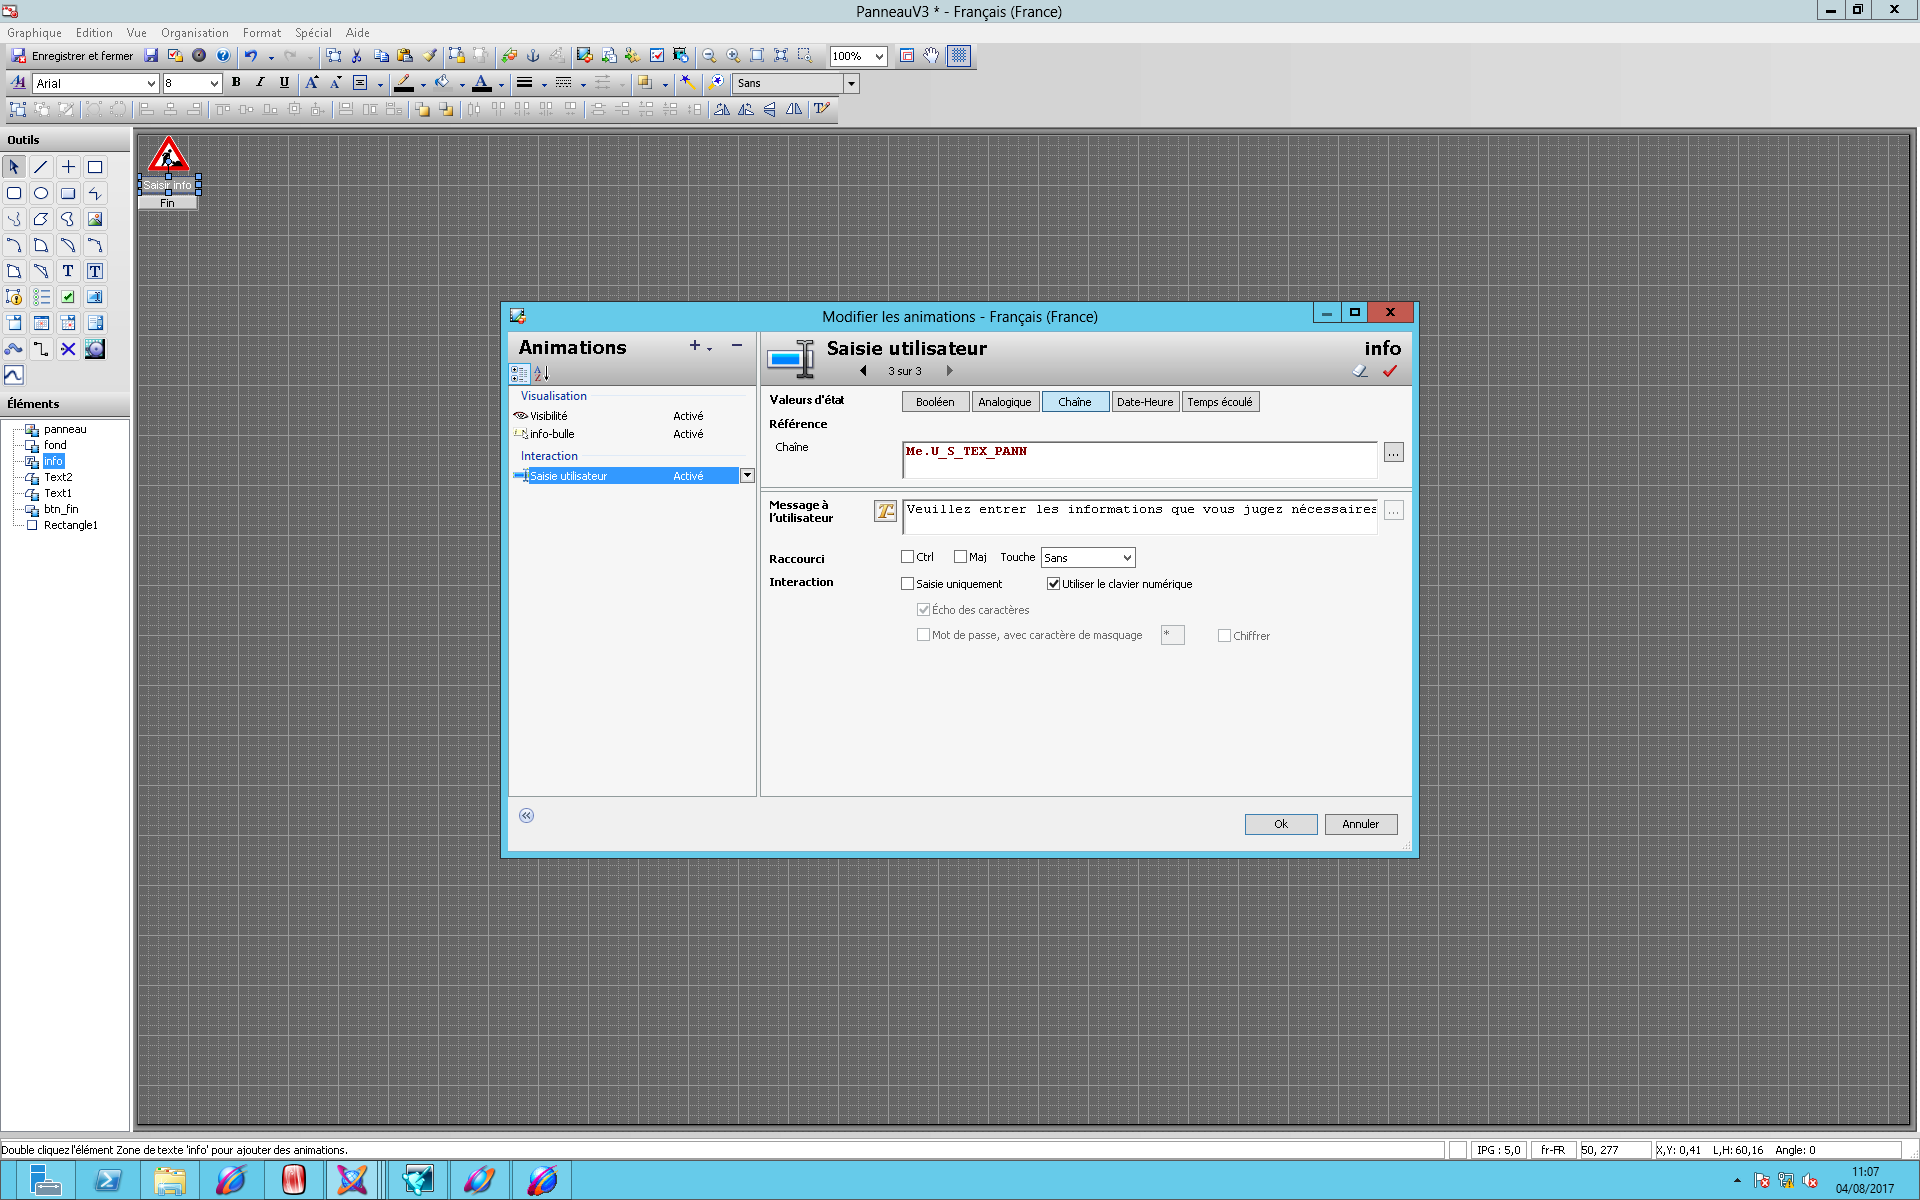 PanneauV3 * - Français (France)
Graphique Edition Vue Organisation Format Spécial Aide
Enregistrer et fermer 100%
Arial 8 B I U Sans
Outils
Saisir info
Fin
Éléments
panneau
fond
info
Text2
Text1
btn_fin
Rectangle1
Modifier les animations - Français (France)
Animations
Visualisation
Visibilité Activé
info-bulle Activé
Interaction
Saisie utilisateur Activé
Saisie utilisateur info
3 sur 3
Valeurs d'état Booléen Analogique Chaîne Date-Heure Temps écoulé
Référence
Chaîne Me.U_S_TEX_PANN ...
Message à l'utilisateur Veuillez entrer les informations que vous jugez nécessaires ...
Raccourci Ctrl Maj Touche Sans
Interaction Saisie uniquement Utiliser le clavier numérique
Écho des caractères
Mot de passe, avec caractère de masquage * Chiffrer
Ok Annuler
Double cliquez l'élément Zone de texte 'info' pour ajouter des animations. IPG : 5,0 fr-FR 50, 277 X,Y: 0,41 L,H: 60,16 Angle: 0
11:07
04/08/2017